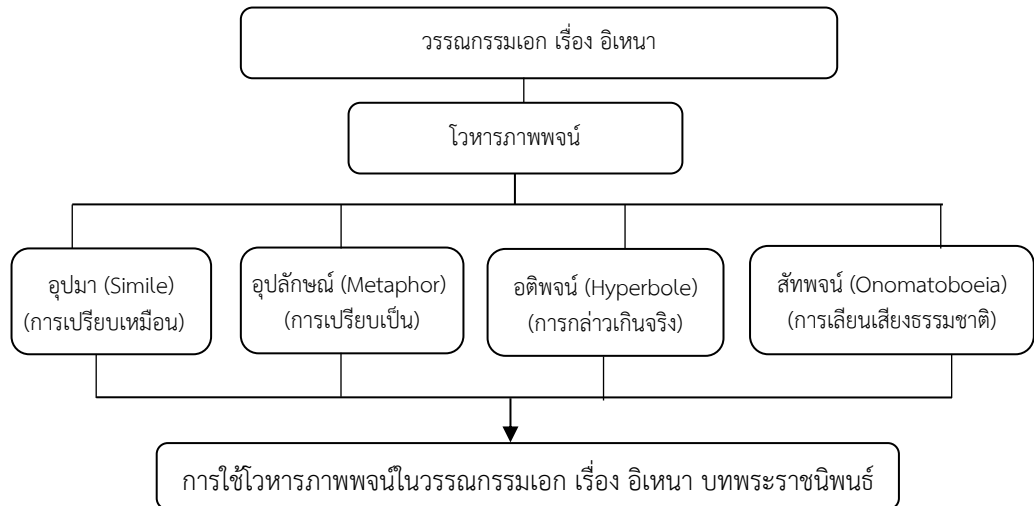 วรรณกรรมเอก เรื่อง อิเหนา
โวหารภาพพจน์
อุปมา (Simile)
(การเปรียบเหมือน)
อุปลักษณ์ (Metaphor)
(การเปรียบเป็น)
อติพจน์ (Hyperbole)
(การกล่าวเกินจริง)
สัทพจน์ (Onomatoboeia)
(การเลียนเสียงธรรมชาติ)
การใช้โวหารภาพพจน์ในวรรณกรรมเอก เรื่อง อิเหนา บทพระราชนิพนธ์